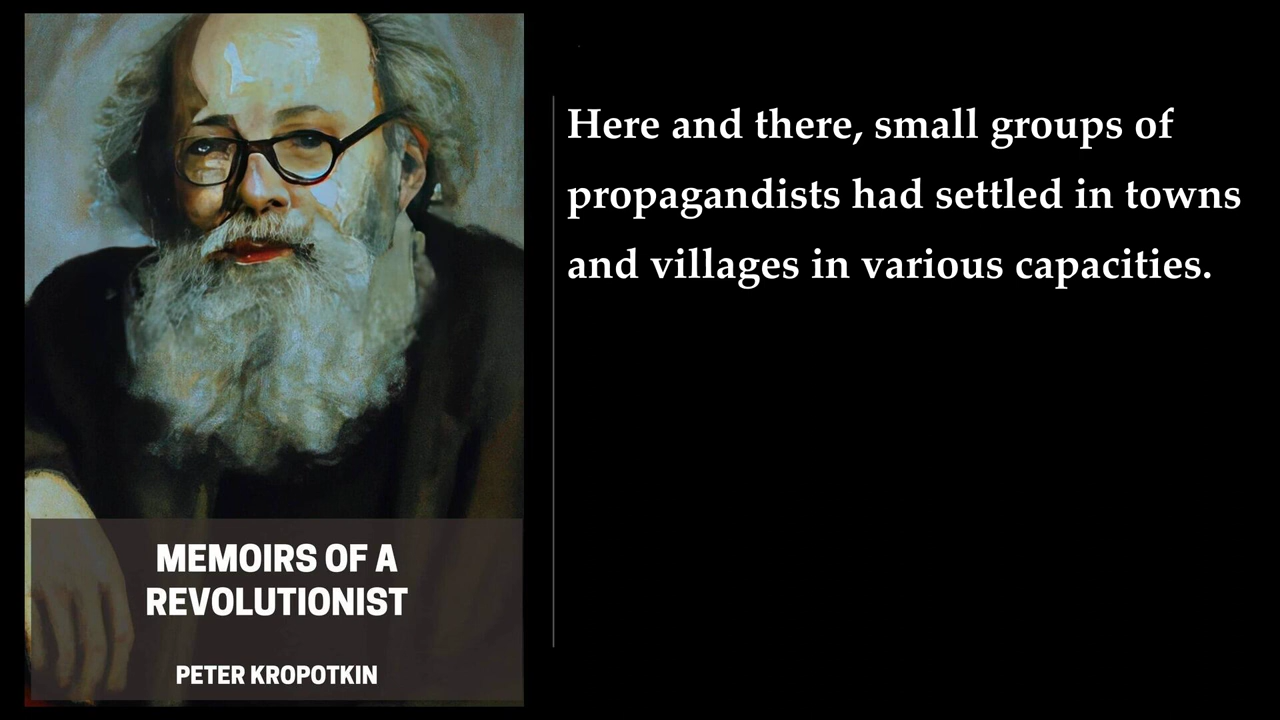 Here and there, small groups of
propagandists had settled in towns
and villages in various capacities.
MEMOIRS OF A
REVOLUTIONIST
PETER KROPOTKIN